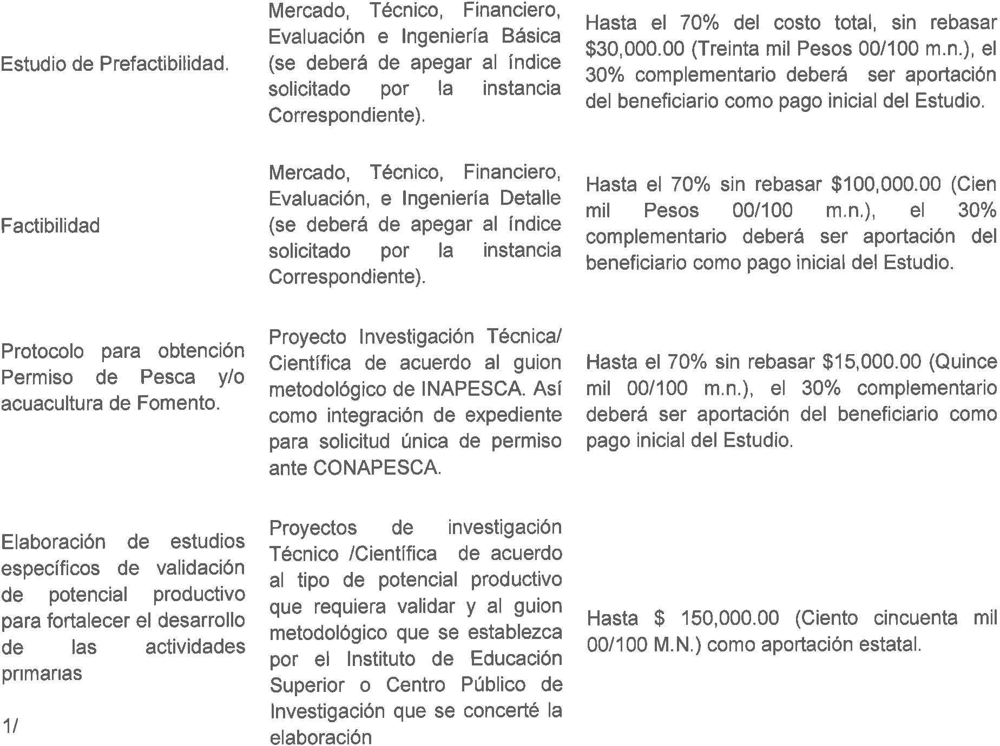 Estudio de Prefactibilidad.
Mercado, Técnico, Financiero,
Evaluación e Ingeniería Básica
(se deberá de apegar al índice
solicitado por la instancia
Correspondiente).
Hasta el 70% del costo total, sin rebasar
$30,000.00 (Treinta mil Pesos 00/100 m.n.), el
30% complementario deberá ser aportación
del beneficiario como pago inicial del Estudio.
Factibilidad
Mercado, Técnico, Financiero,
Evaluación, e Ingeniería Detalle
(se deberá de apegar al índice
solicitado por la instancia
Correspondiente).
Hasta el 70% sin rebasar $100,000.00 (Cien
mil Pesos 00/100 m.n.), el 30%
complementario deberá ser aportación del
beneficiario como pago inicial del Estudio.
Protocolo para obtención
Permiso de Pesca y/o
acuacultura de Fomento.
Proyecto Investigación Técnica/
Científica de acuerdo al guion
metodológico de INAPESCA. Así
como integración de expediente
para solicitud única de permiso
ante CONAPESCA.
Hasta el 70% sin rebasar $15,000.00 (Quince
mil 00/100 m.n.), el 30% complementario
deberá ser aportación del beneficiario como
pago inicial del Estudio.
Elaboración de estudios
específicos de validación
de potencial productivo
para fortalecer el desarrollo
de las actividades
primarias
1/
Proyectos de investigación
Técnico /Científica de acuerdo
al tipo de potencial productivo
que requiera validar y al guion
metodológico que se establezca
por el Instituto de Educación
Superior o Centro Público de
Investigación que se concerté la
elaboración
Hasta $ 150,000.00 (Ciento cincuenta mil
00/100 M.N.) como aportación estatal.